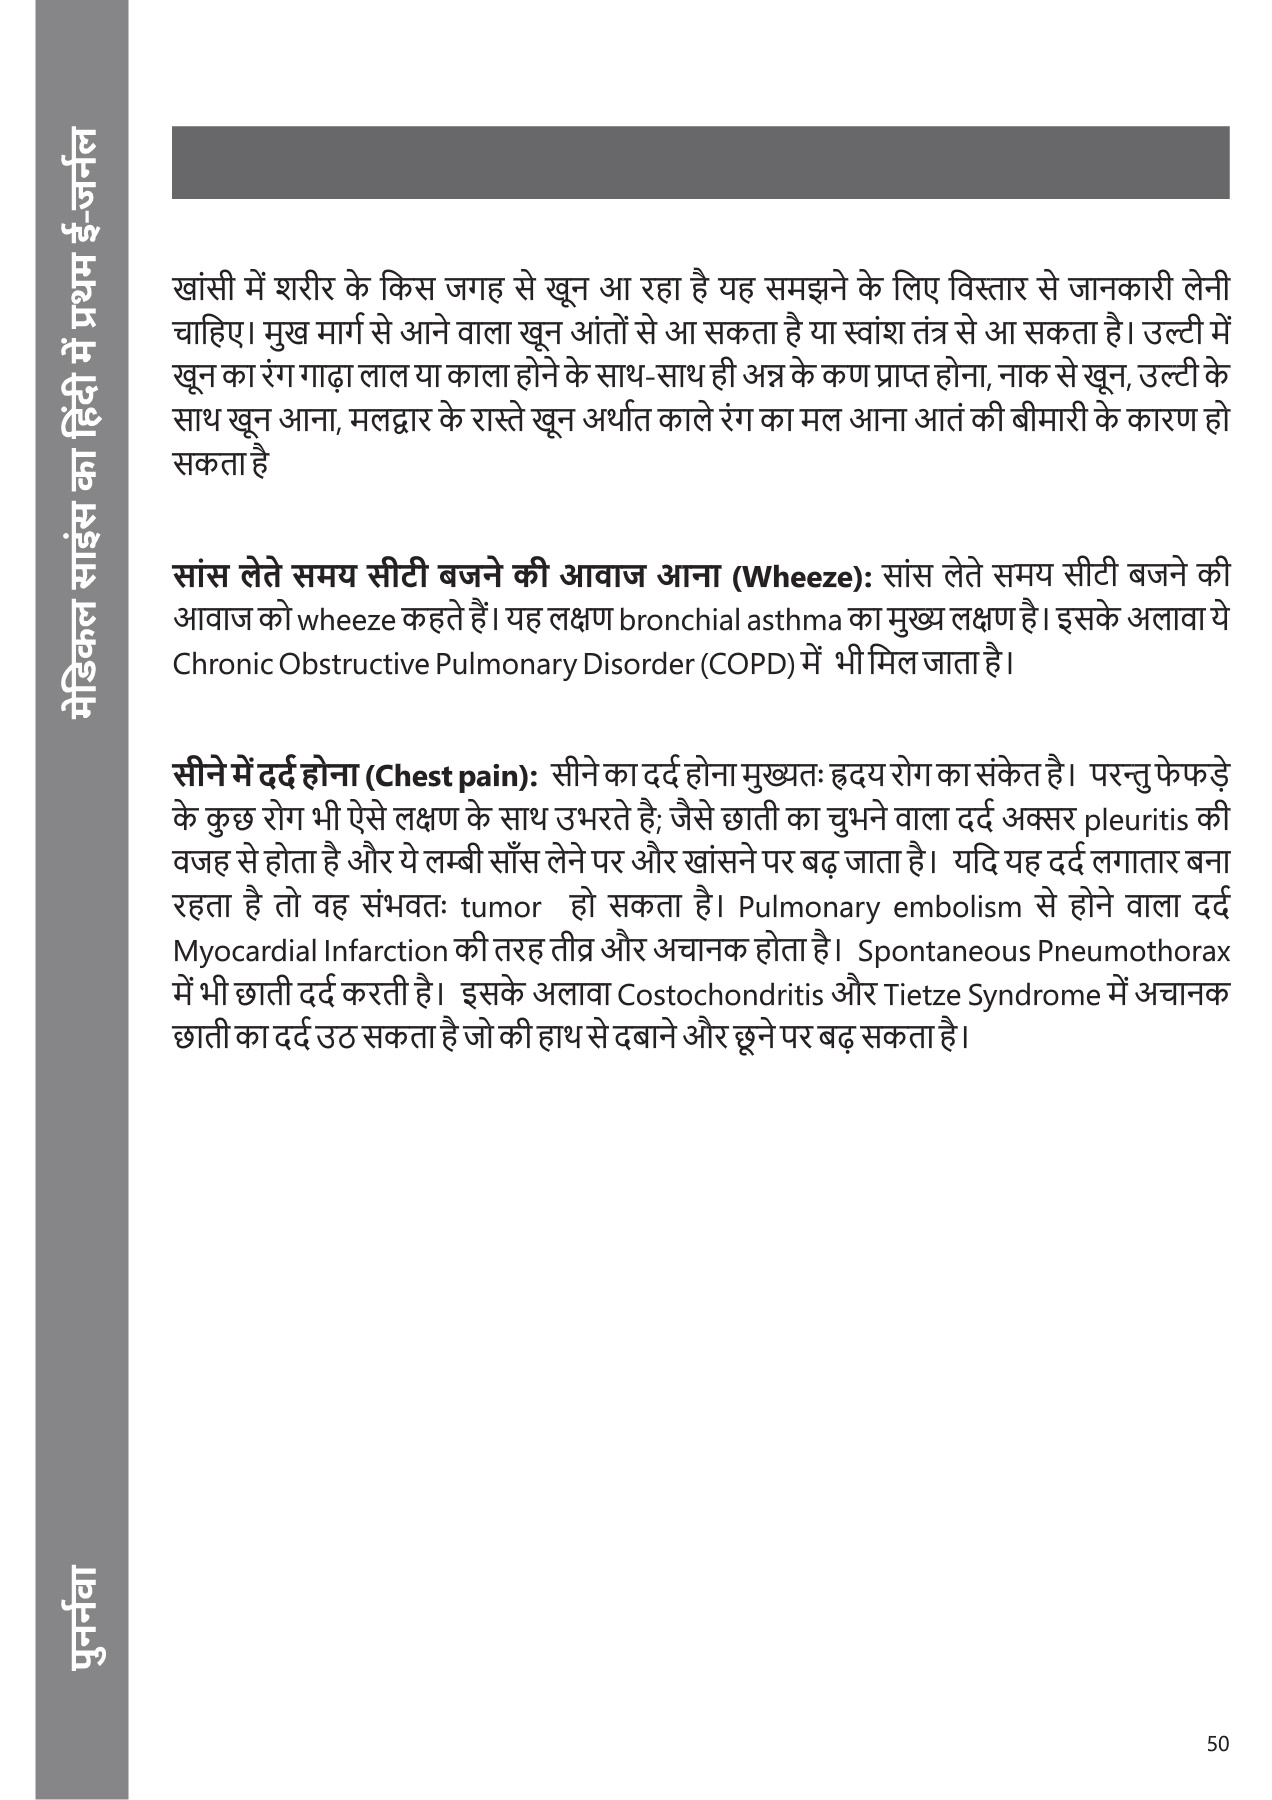 मेडिकल साइंस का हिंदी में प्रथम ई-जर्नल
पुनर्नवा
खांसी में शरीर के किस जगह से खून आ रहा है यह समझने के लिए विस्तार से जानकारी लेनी
चाहिए। मुख मार्ग से आने वाला खून आंतों से आ सकता है या स्वांश तंत्र से आ सकता है। उल्टी में
खून का रंग गाढ़ा लाल या काला होने के साथ-साथ ही अन्न के कण प्राप्त होना, नाक से खून, उल्टी के
साथ खून आना, मलद्वार के रास्ते खून अर्थात काले रंग का मल आना आतं की बीमारी के कारण हो
सकता है
सांस लेते समय सीटी बजने की आवाज आना (Wheeze): सांस लेते समय सीटी बजने की
आवाज को wheeze कहते हैं। यह लक्षण bronchial asthma का मुख्य लक्षण है। इसके अलावा ये
Chronic Obstructive Pulmonary Disorder (COPD) में भी मिल जाता है।
सीने में दर्द होना (Chest pain): सीने का दर्द होना मुख्यतः ह्रदय रोग का संकेत है। परन्तु फेफड़े
के कुछ रोग भी ऐसे लक्षण के साथ उभरते है; जैसे छाती का चुभने वाला दर्द अक्सर pleuritis की
वजह से होता है और ये लम्बी साँस लेने पर और खांसने पर बढ़ जाता है। यदि यह दर्द लगातार बना
रहता है तो वह संभवतः tumor हो सकता है। Pulmonary embolism से होने वाला दर्द
Myocardial Infarction की तरह तीव्र और अचानक होता है। Spontaneous Pneumothorax
में भी छाती दर्द करती है। इसके अलावा Costochondritis और Tietze Syndrome में अचानक
छाती का दर्द उठ सकता है जो की हाथ से दबाने और छूने पर बढ़ सकता है।
50